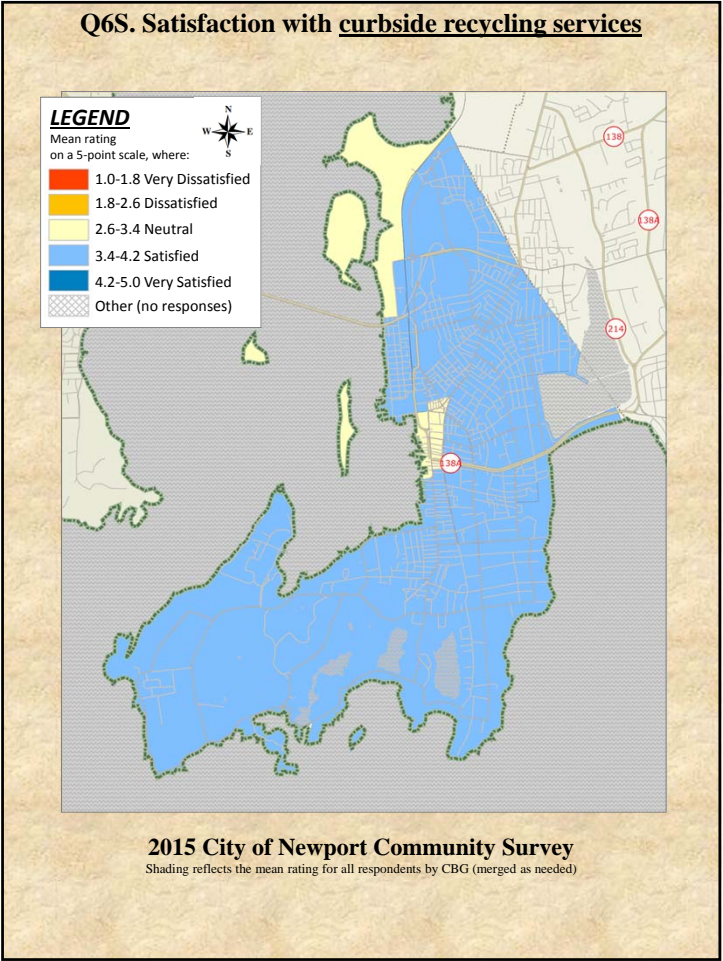 Q6S. Satisfaction with curbside recycling services
LEGEND
Mean rating
on a 5-point scale, where:
N
W E
S
1.0-1.8 Very Dissatisfied
1.8-2.6 Dissatisfied
2.6-3.4 Neutral
3.4-4.2 Satisfied
4.2-5.0 Very Satisfied
Other (no responses)
138
138A
214
138A
2015 City of Newport Community Survey
Shading reflects the mean rating for all respondents by CBG (merged as needed)